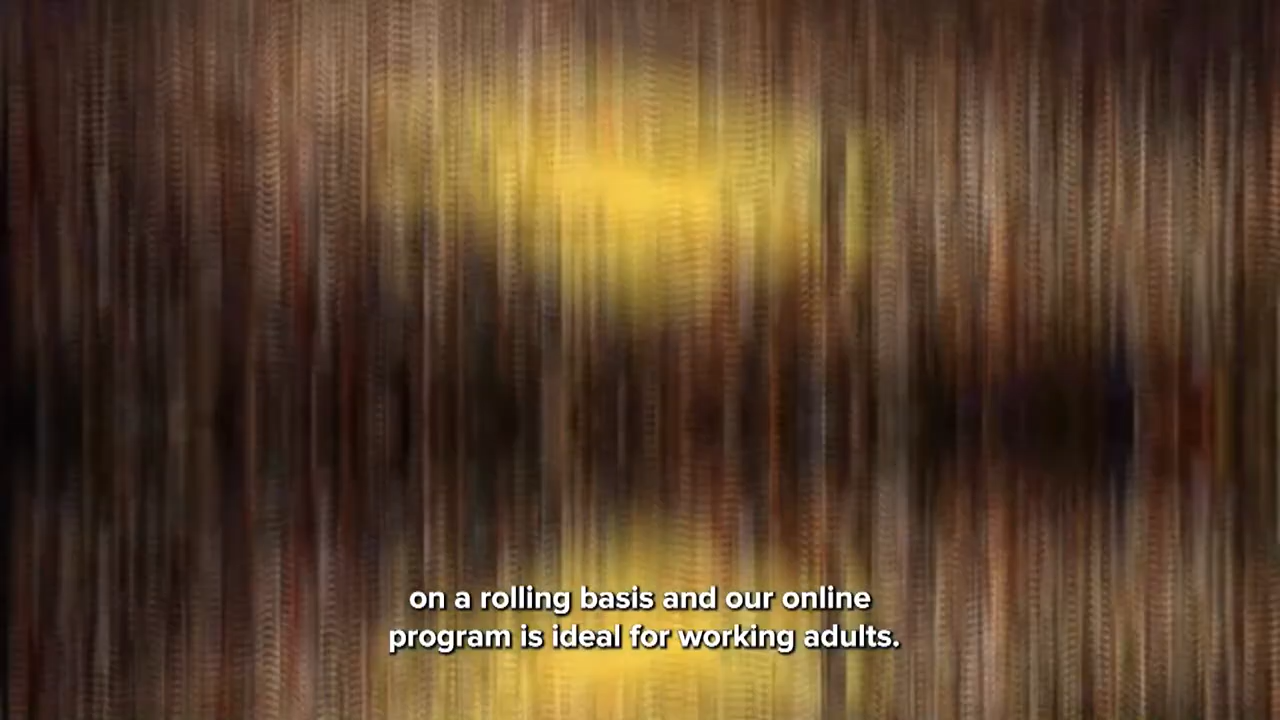 on a rolling basis and our online
program is ideal for working adults.